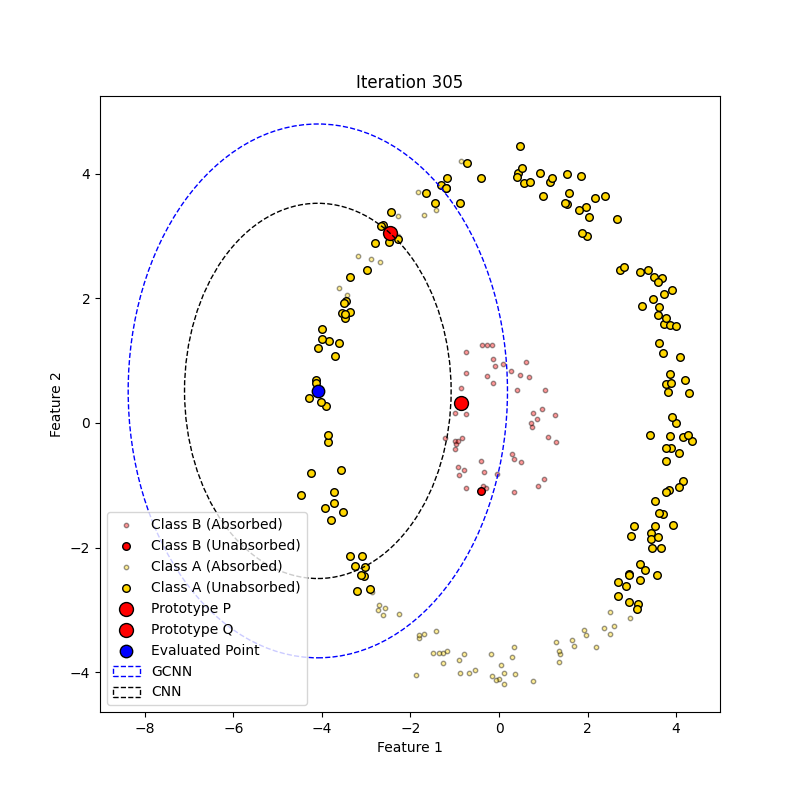 Iteration 305
Feature 2
4
2
0
−2
−4
Class B (Absorbed)
Class B (Unabsorbed)
Class A (Absorbed)
Class A (Unabsorbed)
Prototype P
Prototype Q
Evaluated Point
GCNN
CNN
−8
−6
−4
−2
0
2
4
Feature 1